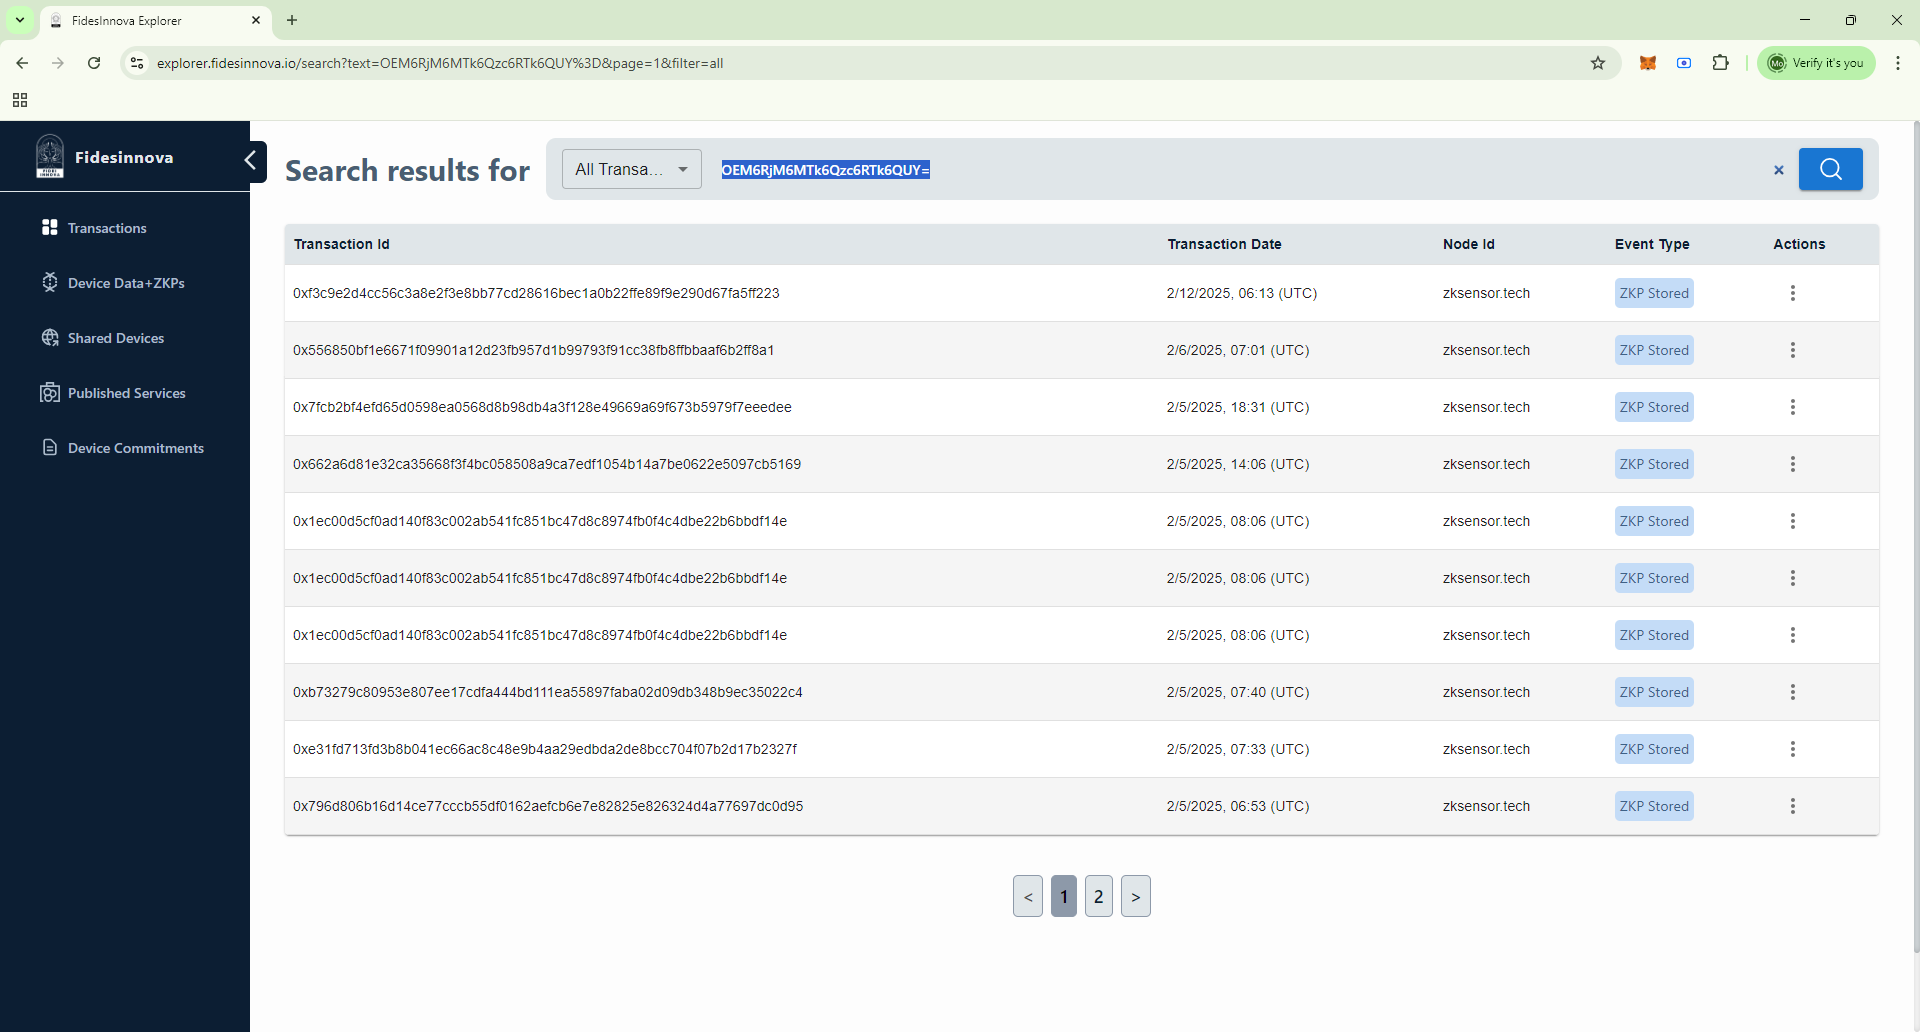 FidesInnova Explorer
explorer.fidesinnova.io/search?text=OEM6RjM6MTk6Qzc6RTk6QUY%3D&page=1&filter=all
Mo
Verify it's you
Fidesinnova
Transactions
Device Data+ZKPs
Shared Devices
Published Services
Device Commitments
Search results for
All Transa...
OEM6RjM6MTk6Qzc6RTk6QUY=
Transaction Id Transaction Date Node Id Event Type Actions
0xf3c9e2d4cc56c3a8e2f3e8bb77cd28616bec1a0b22ffe89f9e290d67fa5ff223 2/12/2025, 06:13 (UTC) zksensor.tech ZKP Stored
0x556850bf1e6671f09901a12d23fb957d1b99793f91cc38fb8ffbbaaf6b2ff8a1 2/6/2025, 07:01 (UTC) zksensor.tech ZKP Stored
0x7fcb2bf4efd65d0598ea0568d8b98db4a3f128e49669a69f673b5979f7eeedee 2/5/2025, 18:31 (UTC) zksensor.tech ZKP Stored
0x662a6d81e32ca35668f3f4bc058508a9ca7edf1054b14a7be0622e5097cb5169 2/5/2025, 14:06 (UTC) zksensor.tech ZKP Stored
0x1ec00d5cf0ad140f83c002ab541fc851bc47d8c8974fb0f4c4dbe22b6bbdf14e 2/5/2025, 08:06 (UTC) zksensor.tech ZKP Stored
0x1ec00d5cf0ad140f83c002ab541fc851bc47d8c8974fb0f4c4dbe22b6bbdf14e 2/5/2025, 08:06 (UTC) zksensor.tech ZKP Stored
0x1ec00d5cf0ad140f83c002ab541fc851bc47d8c8974fb0f4c4dbe22b6bbdf14e 2/5/2025, 08:06 (UTC) zksensor.tech ZKP Stored
0xb73279c80953e807ee17cdfa444bd111ea55897faba02d09db348b9ec35022c4 2/5/2025, 07:40 (UTC) zksensor.tech ZKP Stored
0xe31fd713fd3b8b041ec66ac8c48e9b4aa29edbda2de8bcc704f07b2d17b2327f 2/5/2025, 07:33 (UTC) zksensor.tech ZKP Stored
0x796d806b16d14ce77cccb55df0162aefcb6e7e82825e826324d4a77697dc0d95 2/5/2025, 06:53 (UTC) zksensor.tech ZKP Stored
< 1 2 >